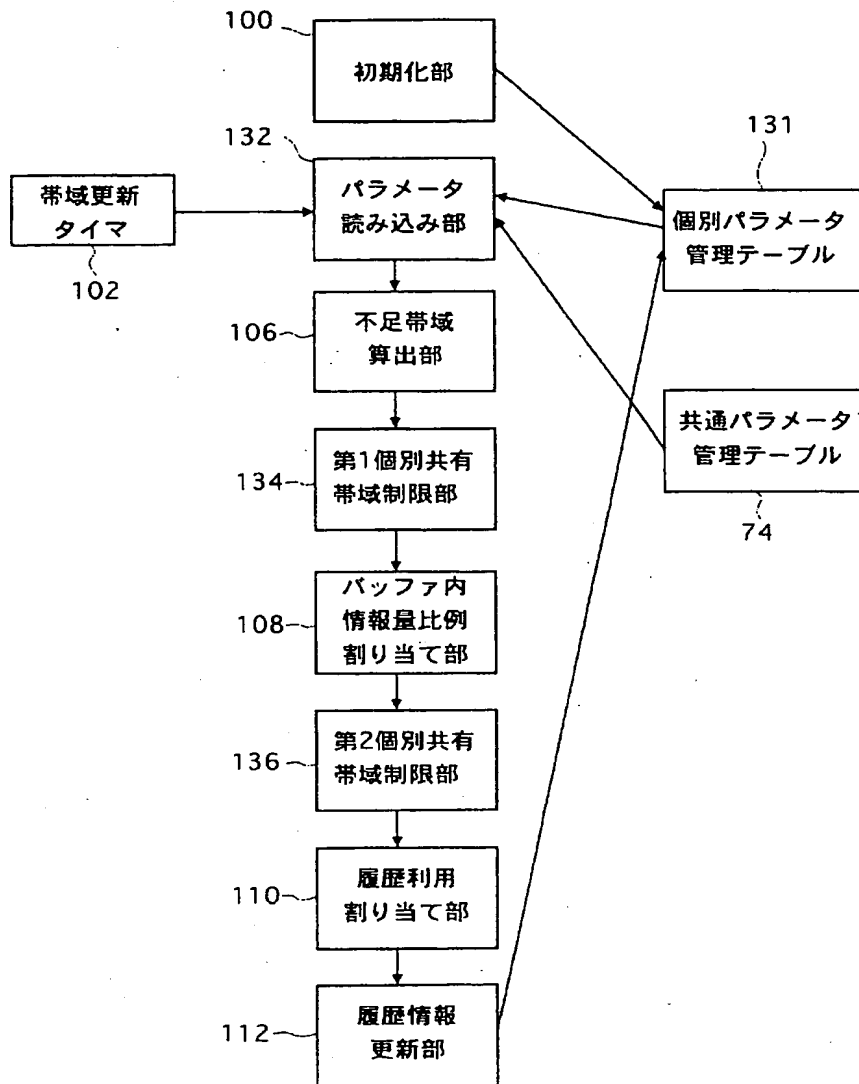 100
初期化部
132
131
帯域更新
タイマ
102
パラメータ
読み込み部
個別パラメータ
管理テーブル
106
不足帯域
算出部
共通パラメータ
管理テーブル
74
134
第1個別共有
帯域制限部
108
バッファ内
情報量比例
割り当て部
136
第2個別共有
帯域制限部
110
履歴利用
割り当て部
112
履歴情報
更新部